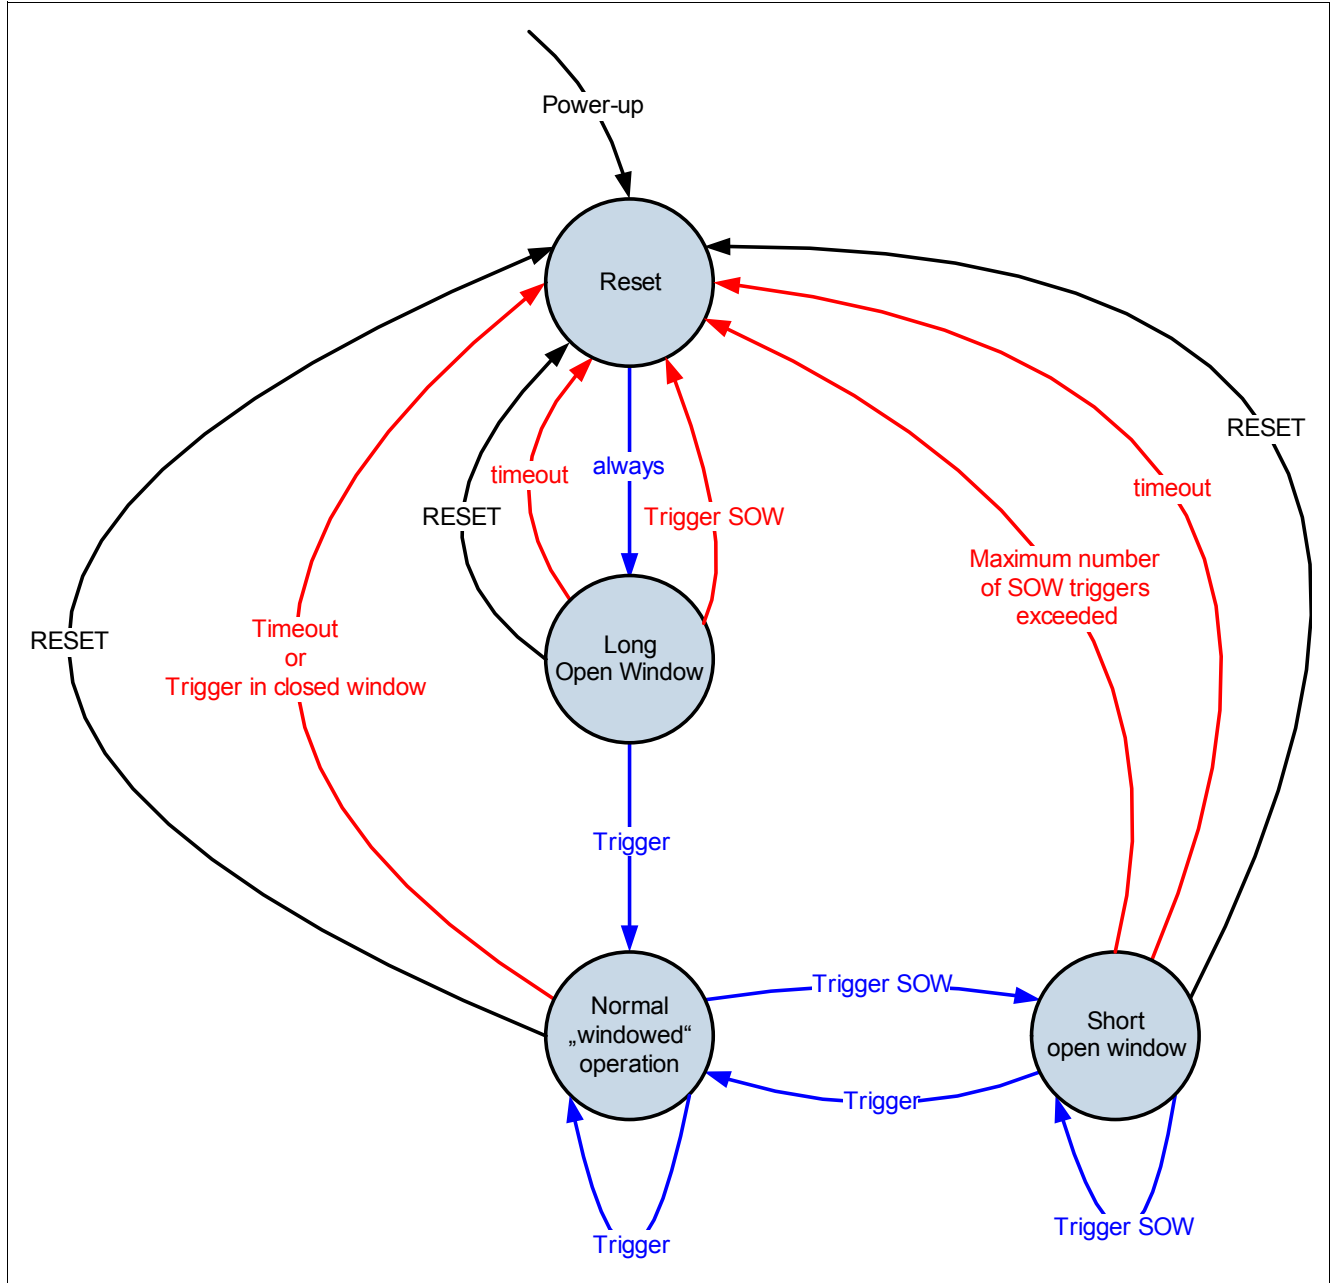 Power-up
Reset
RESET
timeout
always
timeout
RESET
Trigger SOW
Maximum number
of SOW triggers
exceeded
RESET
Timeout
or
Trigger in closed window
Long
Open Window
Trigger
Trigger SOW
Normal
„windowed“
operation
Short
open window
Trigger
Trigger SOW
Trigger